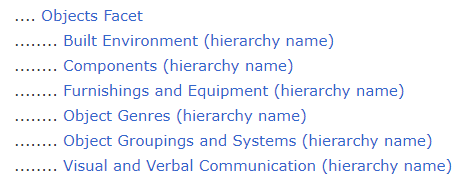 .... Objects Facet
........ Built Environment (hierarchy name)
........ Components (hierarchy name)
........ Furnishings and Equipment (hierarchy name)
........ Object Genres (hierarchy name)
........ Object Groupings and Systems (hierarchy name)
........ Visual and Verbal Communication (hierarchy name)